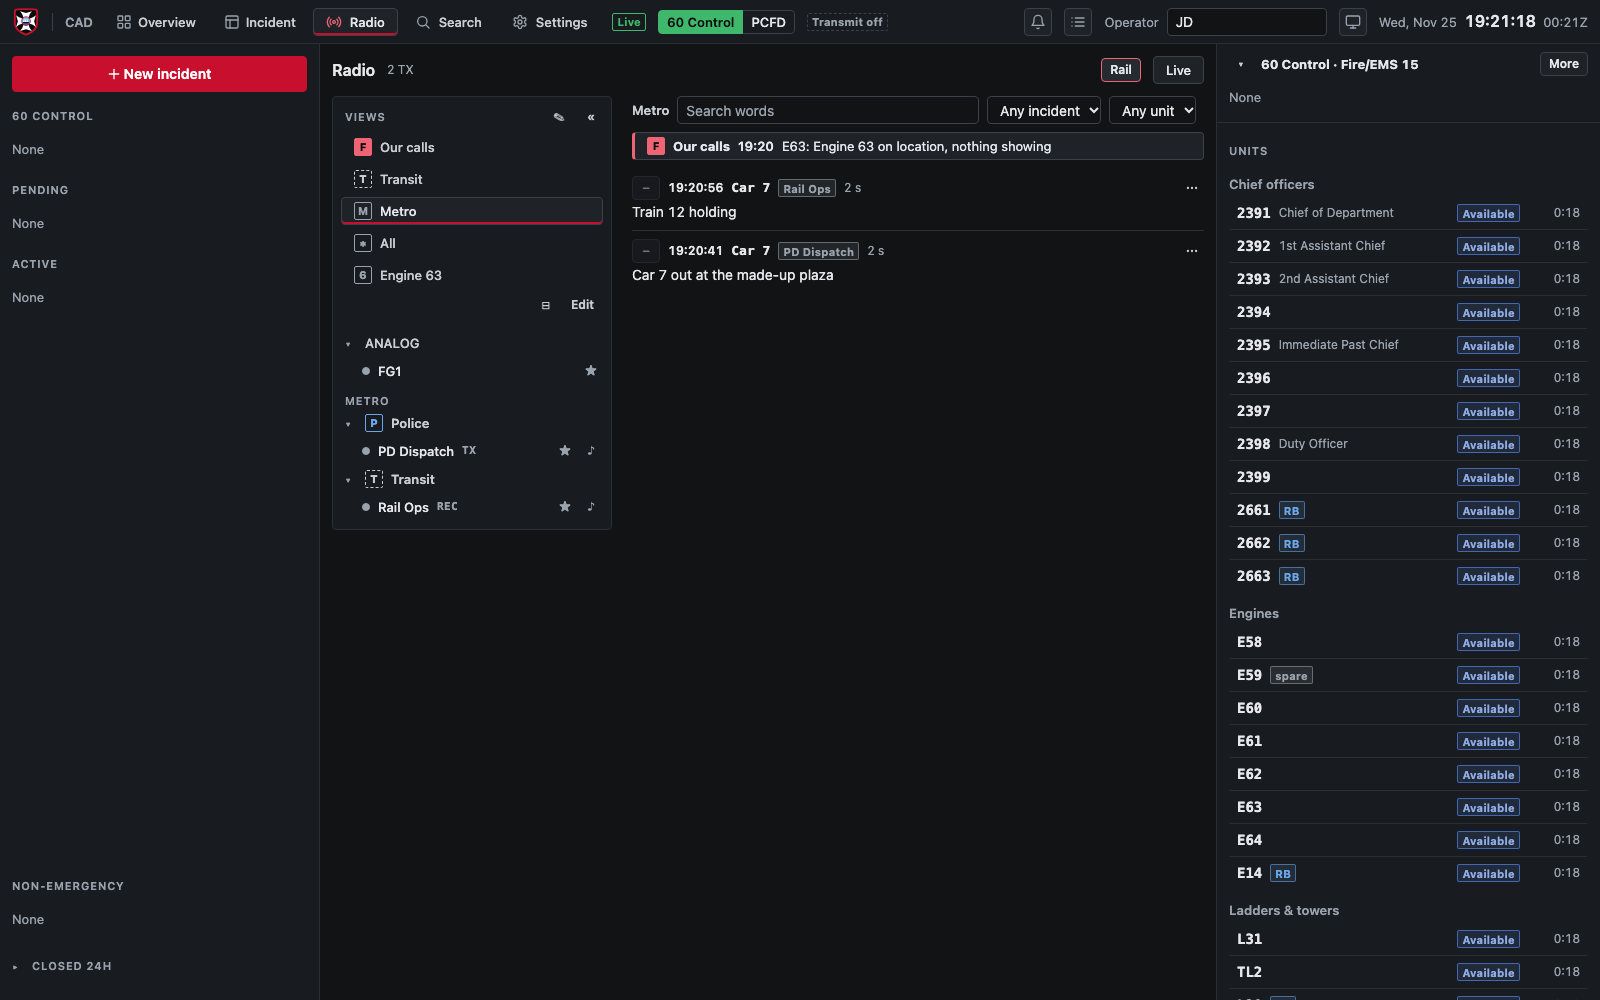 CAD Overview Incident Radio Search Settings Live 60 Control PCFD Transmit off Operator JD Wed, Nov 25 19:21:18 00:21Z
+ New incident
60 CONTROL
None
PENDING
None
ACTIVE
None
NON-EMERGENCY
None
CLOSED 24H
Radio 2 TX Rail Live
VIEWS
F Our calls
T Transit
M Metro
All
6 Engine 63
Edit
ANALOG
FG1
METRO
P Police
PD Dispatch TX
T Transit
Rail Ops REC
Metro Search words Any incident Any unit
F Our calls 19:20 E63: Engine 63 on location, nothing showing
19:20:56 Car 7 Rail Ops 2 s
Train 12 holding
19:20:41 Car 7 PD Dispatch 2 s
Car 7 out at the made-up plaza
60 Control · Fire/EMS 15 More
None
UNITS
Chief officers
2391 Chief of Department Available 0:18
2392 1st Assistant Chief Available 0:18
2393 2nd Assistant Chief Available 0:18
2394 Available 0:18
2395 Immediate Past Chief Available 0:18
2396 Available 0:18
2397 Available 0:18
2398 Duty Officer Available 0:18
2399 Available 0:18
2661 RB Available 0:18
2662 RB Available 0:18
2663 RB Available 0:18
Engines
E58 Available 0:18
E59 spare Available 0:18
E60 Available 0:18
E61 Available 0:18
E62 Available 0:18
E63 Available 0:18
E64 Available 0:18
E14 RB Available 0:18
Ladders & towers
L31 Available 0:18
TL2 Available 0:18